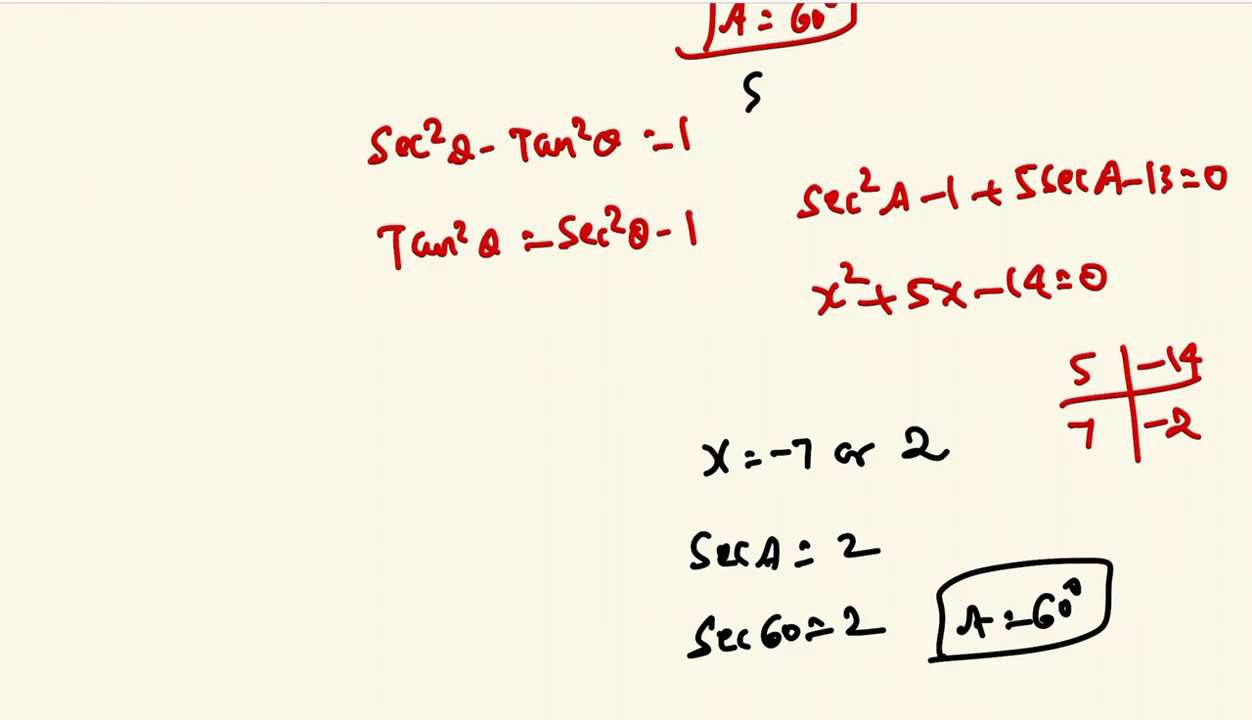 A = 60°
S
Sec²θ - Tan²θ = 1
Tan²θ = Sec²θ - 1
Sec²A - 1 + 5SecA - 13 = 0
x² + 5x - 14 = 0
5 | -14
7 | -2
x = -7 or 2
SecA = 2
Sec60 = 2
A = 60°